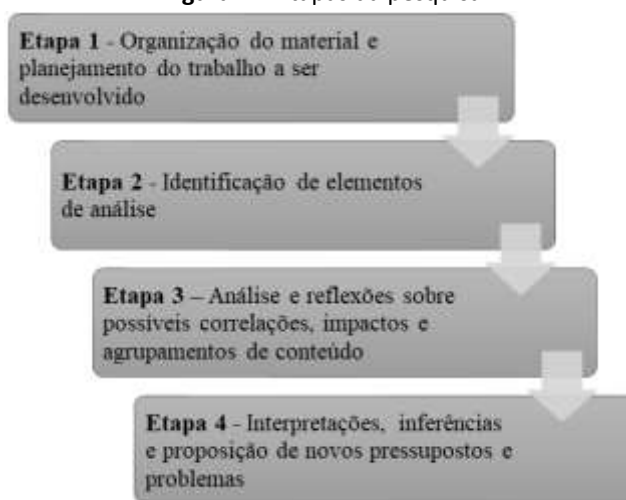 Etapa 1 - Organização do material e
planejamento do trabalho a ser
desenvolvido
Etapa 2 - Identificação de elementos
de análise
Etapa 3 – Análise e reflexões sobre
possíveis correlações, impactos e
agrupamentos de conteúdo
Etapa 4 - Interpretações, inferências
e proposição de novos pressupostos e
problemas